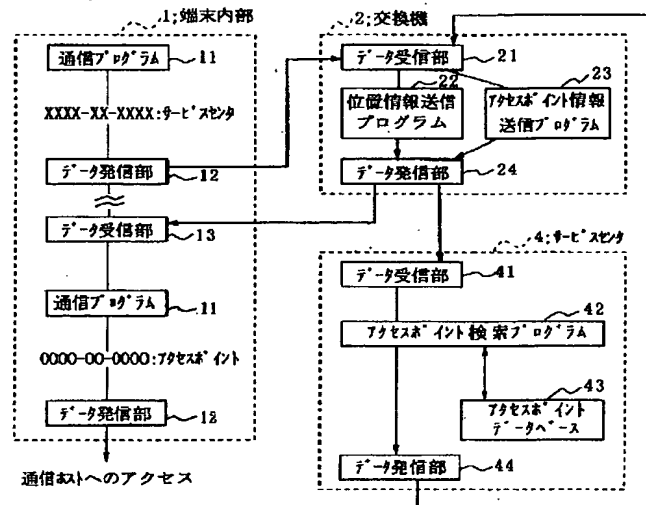 1;端末内部
通信プログラム
11
XXXX-XX-XXXX:サービスセンタ
データ発信部
12
データ受信部
13
通信プログラム
11
0000-00-0000:アクセスポイント
データ発信部
12
通信ホストへのアクセス
2;交換機
データ受信部
21
22
位置情報送信
プログラム
23
アクセスポイント情報
送信プログラム
データ発信部
24
4;サービスセンタ
データ受信部
41
42
アクセスポイント検索プログラム
43
アクセスポイント
データベース
データ発信部
44